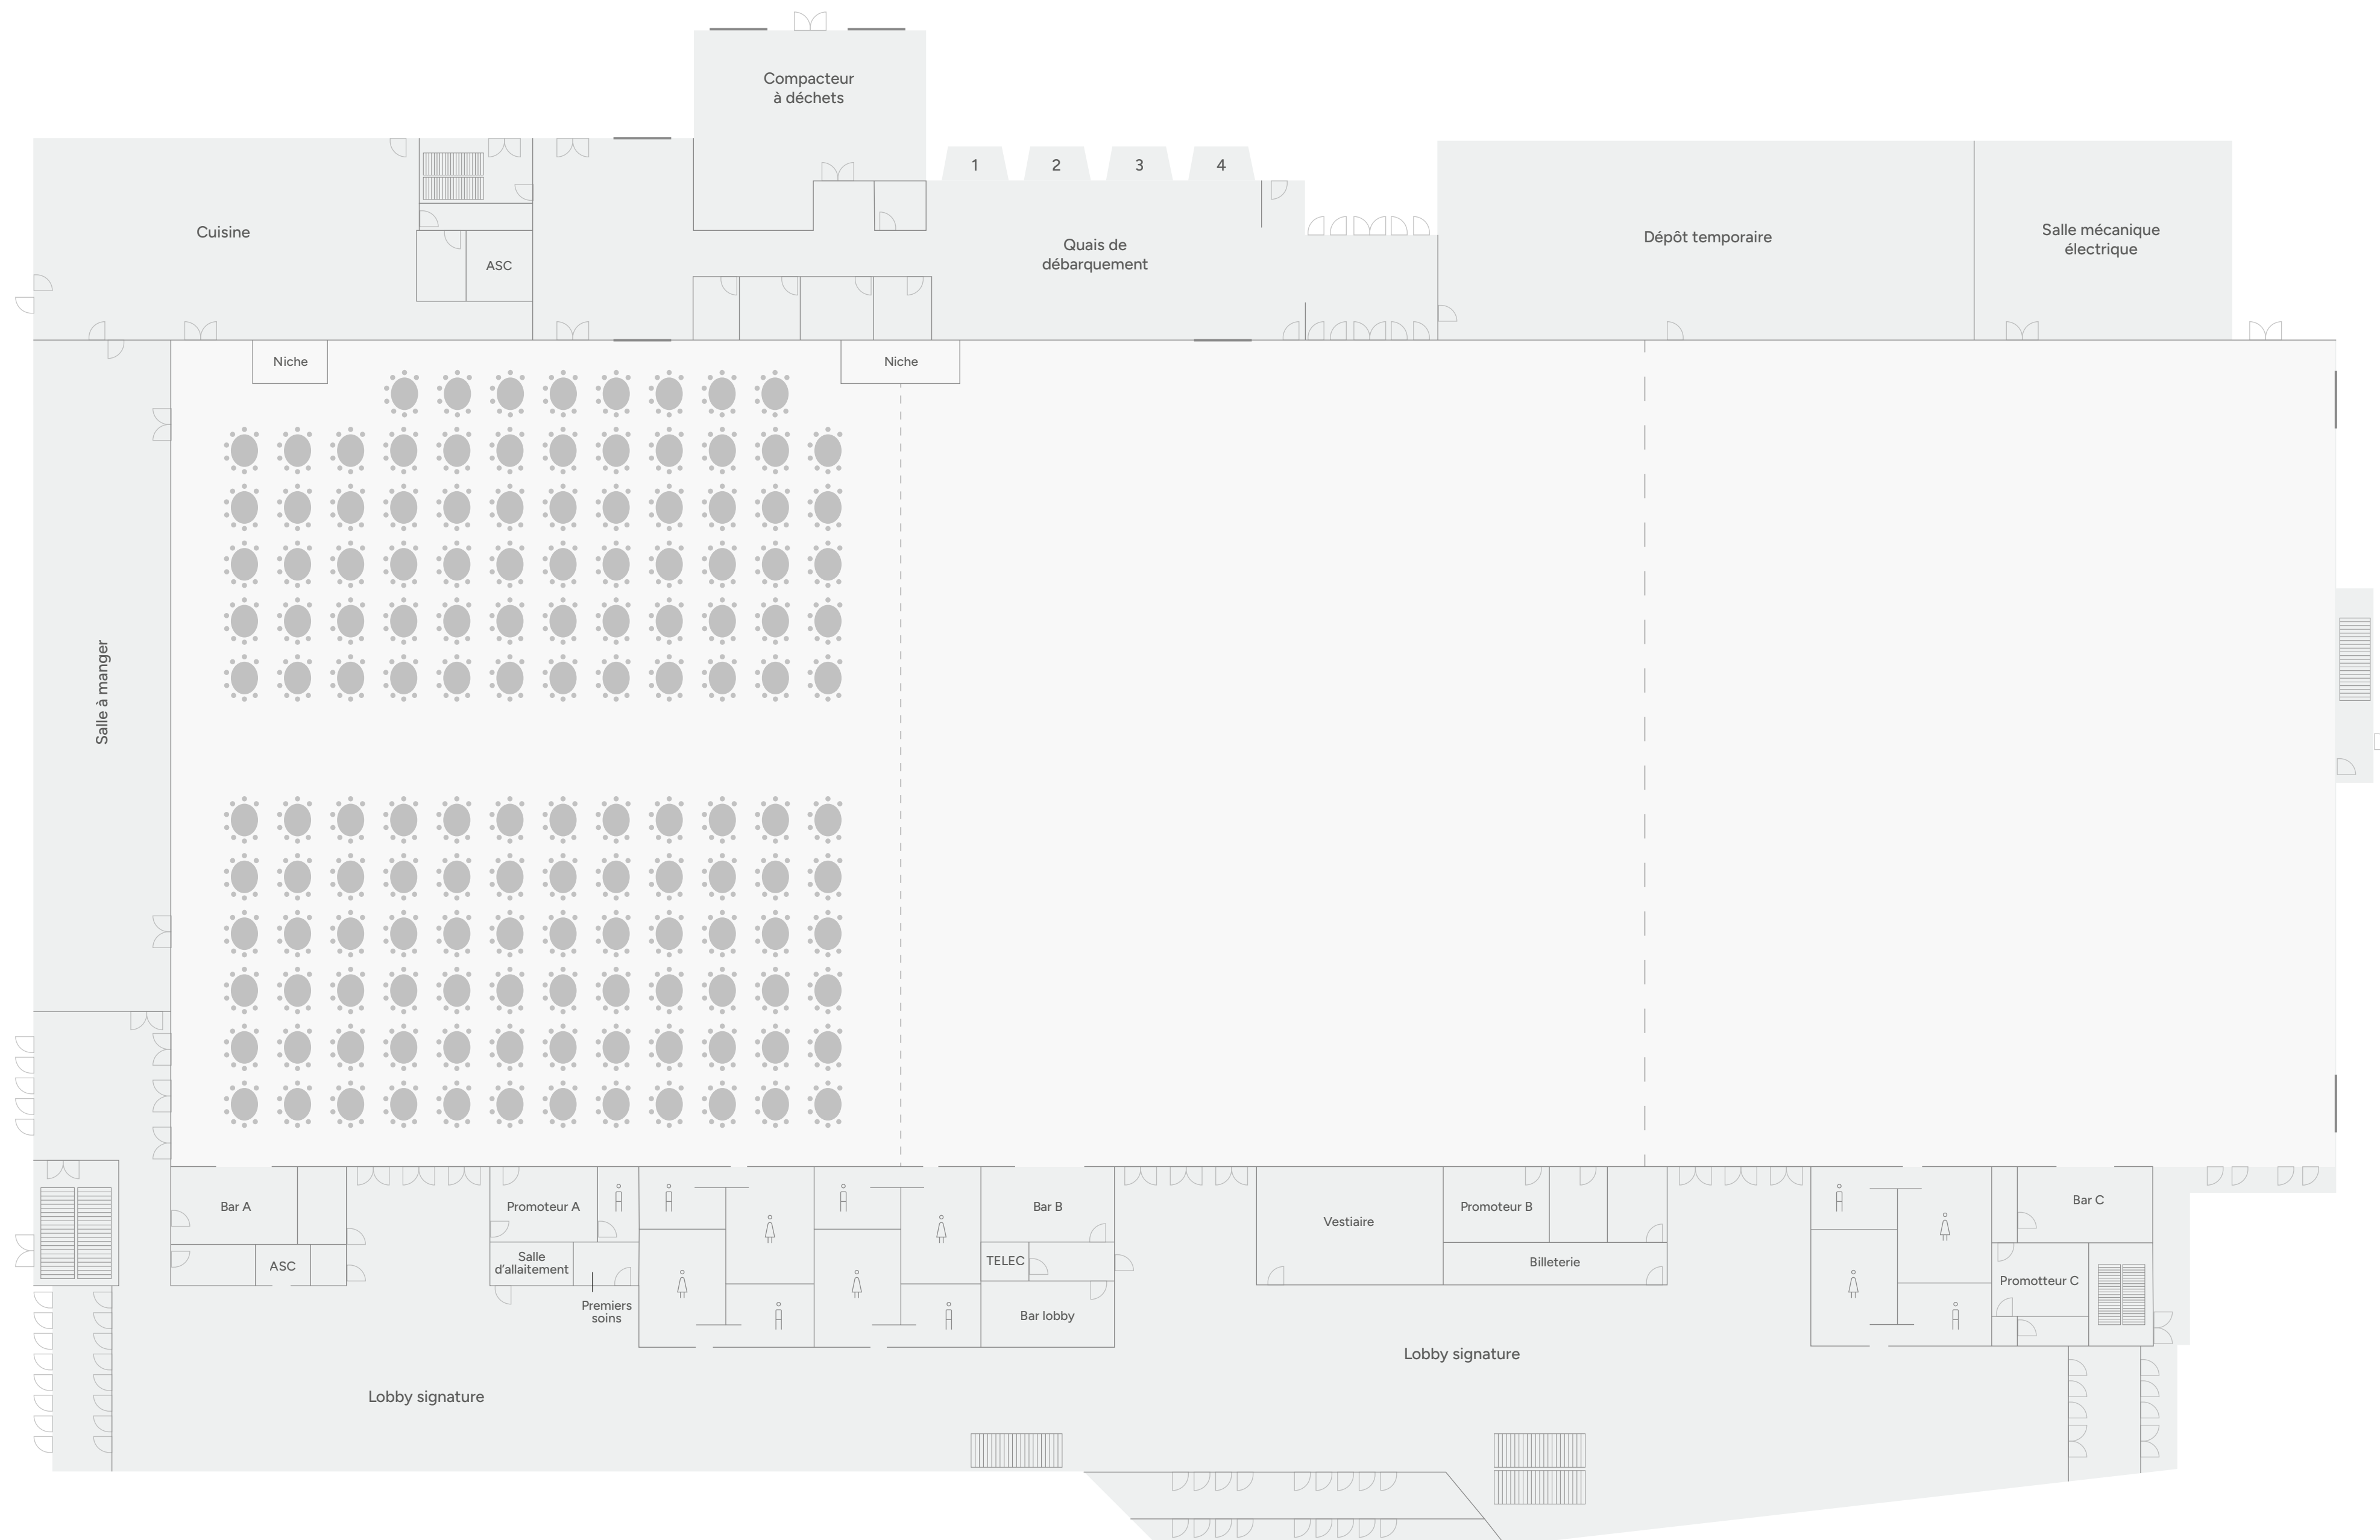 Compacteur
à déchets
1
2
3
4
Cuisine
ASC
Quais de
débarquement
Dépôt temporaire
Salle mécanique
électrique
Niche
Niche
Salle à manger
Bar A
ASC
Promoteur A
Salle
d'allaitement
Premiers
soins
Bar B
TELEC
Bar lobby
Vestiaire
Promoteur B
Billeterie
Bar C
Promotteur C
Lobby signature
Lobby signature